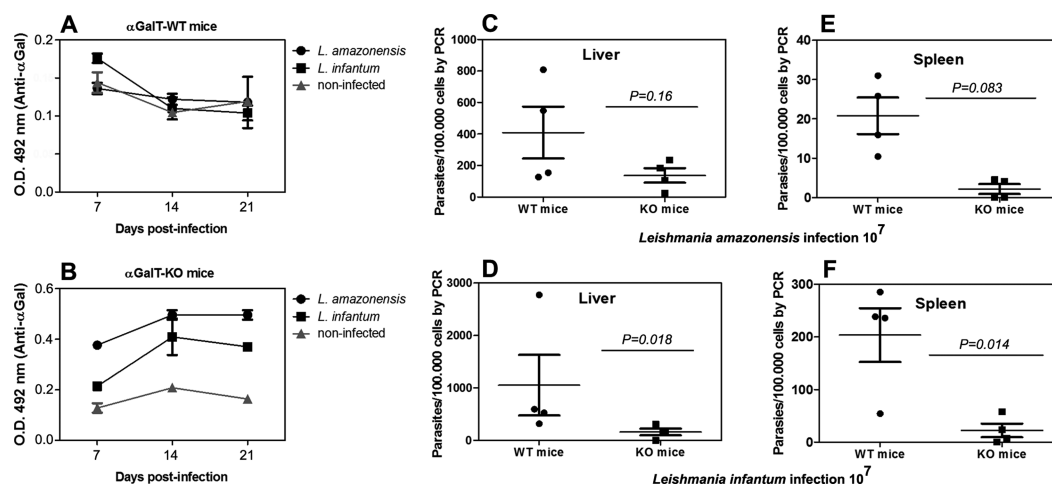 A
αGalT-WT mice
O.D. 492 nm (Anti-αGal)
0.2
0.1
0.0
7 14 21
Days post-infection
L. amazonensis
L. infantum
non-infected
B
αGalT-KO mice
O.D. 492 nm (Anti-αGal)
0.6
0.4
0.2
0.0
7 14 21
Days post-infection
L. amazonensis
L. infantum
non-infected
C
Liver
Parasites/100.000 cells by PCR
1000
800
600
400
200
0
P=0.16
WT mice KO mice
E
Spleen
Parasies/100.000 cells by PCR
40
30
20
10
0
P=0.083
WT mice KO mice
Leishmania amazonensis infection 10⁷
D
Liver
Parasites/100.000 cells by PCR
3000
2000
1000
0
P=0.018
WT mice KO mice
F
Spleen
Parasies/100.000 cells by PCR
300
200
100
0
P=0.014
WT mice KO mice
Leishmania infantum infection 10⁷